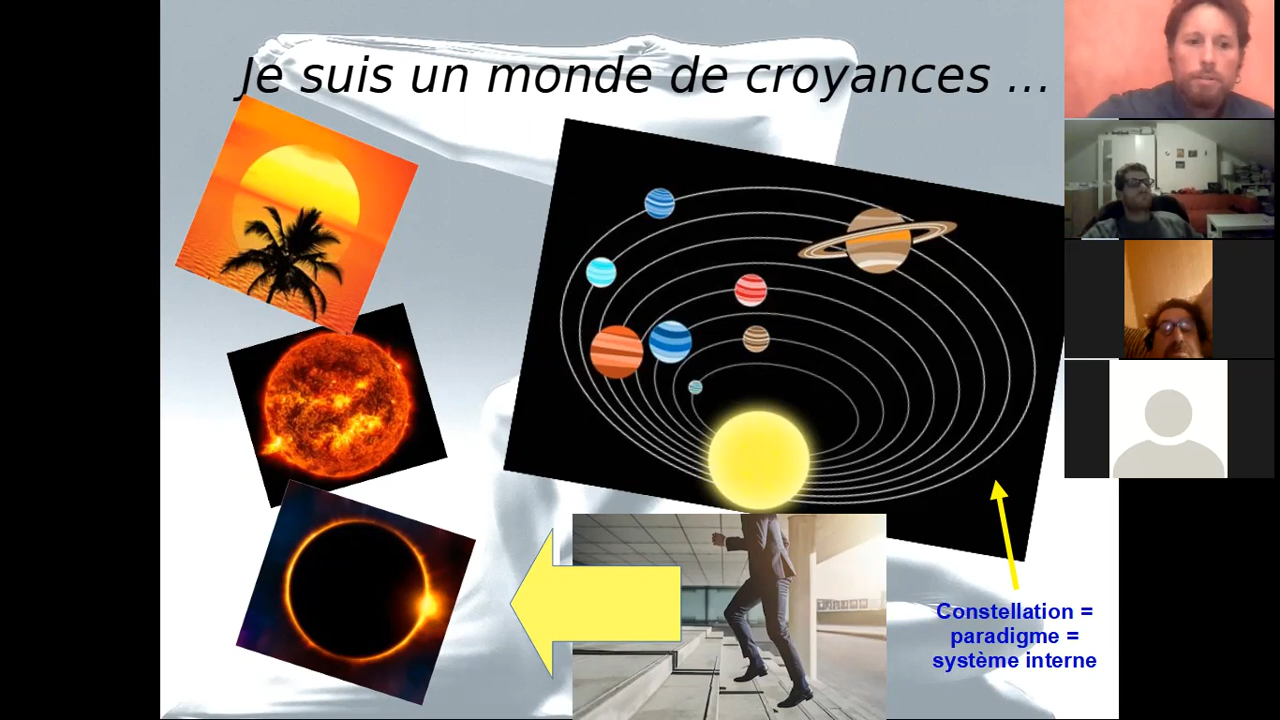 Je suis un monde de croyances ...
Constellation =
paradigme =
système interne